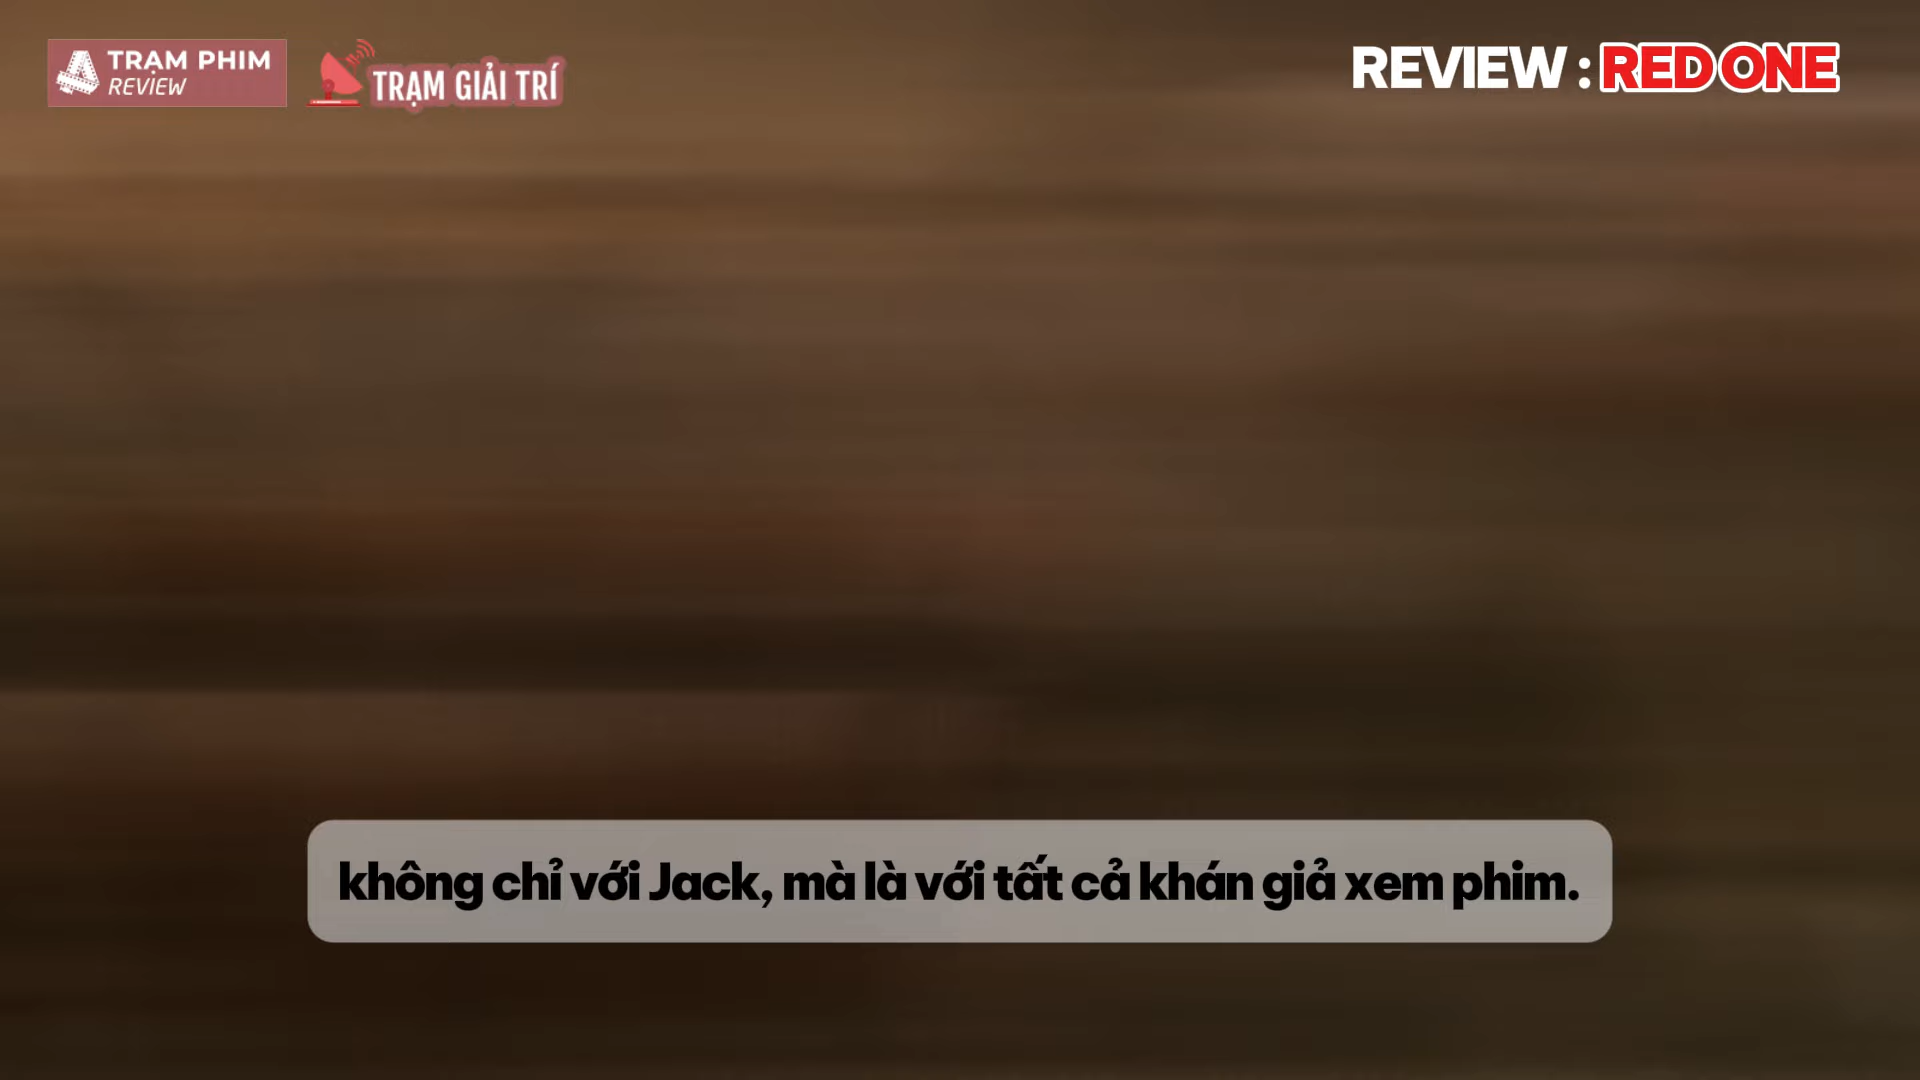 TRẠM PHIM
REVIEW
TRẠM GIẢI TRÍ
REVIEW : RED ONE
không chỉ với Jack, mà là với tất cả khán giả xem phim.